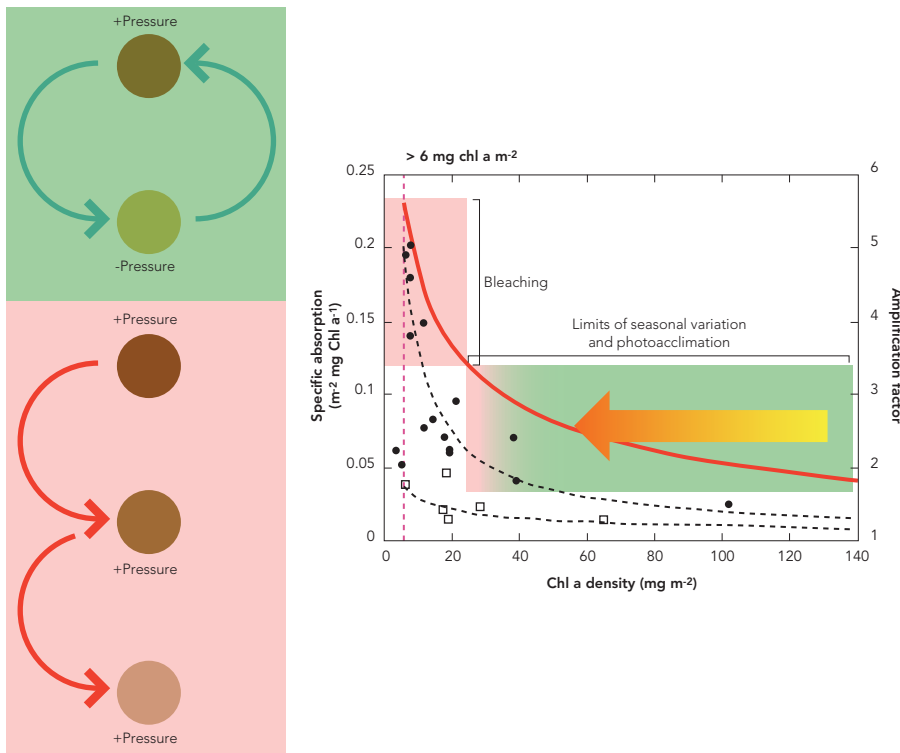 +Pressure
-Pressure
+Pressure
+Pressure
+Pressure
> 6 mg chl a m-2
0.25
0.2
0.15
0.1
0.05
0
Specific absorption
(m-2 mg Chl a-1)
Bleaching
Limits of seasonal variation
and photoacclimation
6
5
4
3
2
1
Amplification factor
0
20
40
60
80
100
120
140
Chl a density (mg m-2)